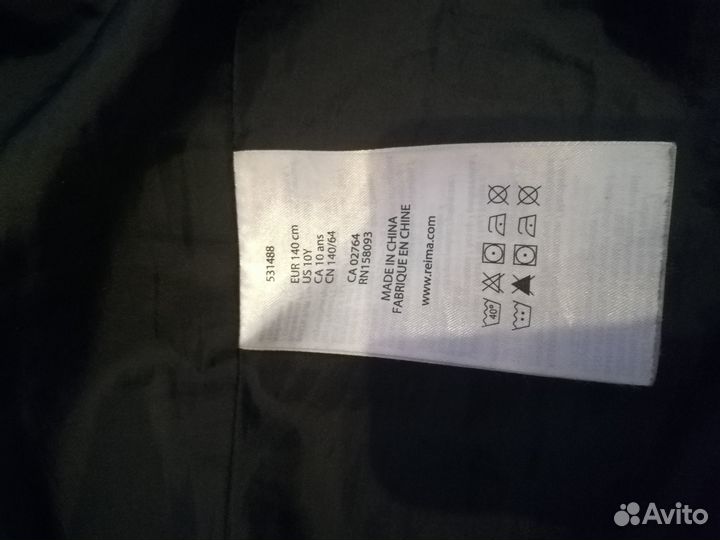 531488
EUR 140 cm
US 10Y
CA 10 ans
CN 140/64
CA 02764
RN158093
MADE IN CHINA
FABRIQUE EN CHINE
www.reima.com
40°
Avito